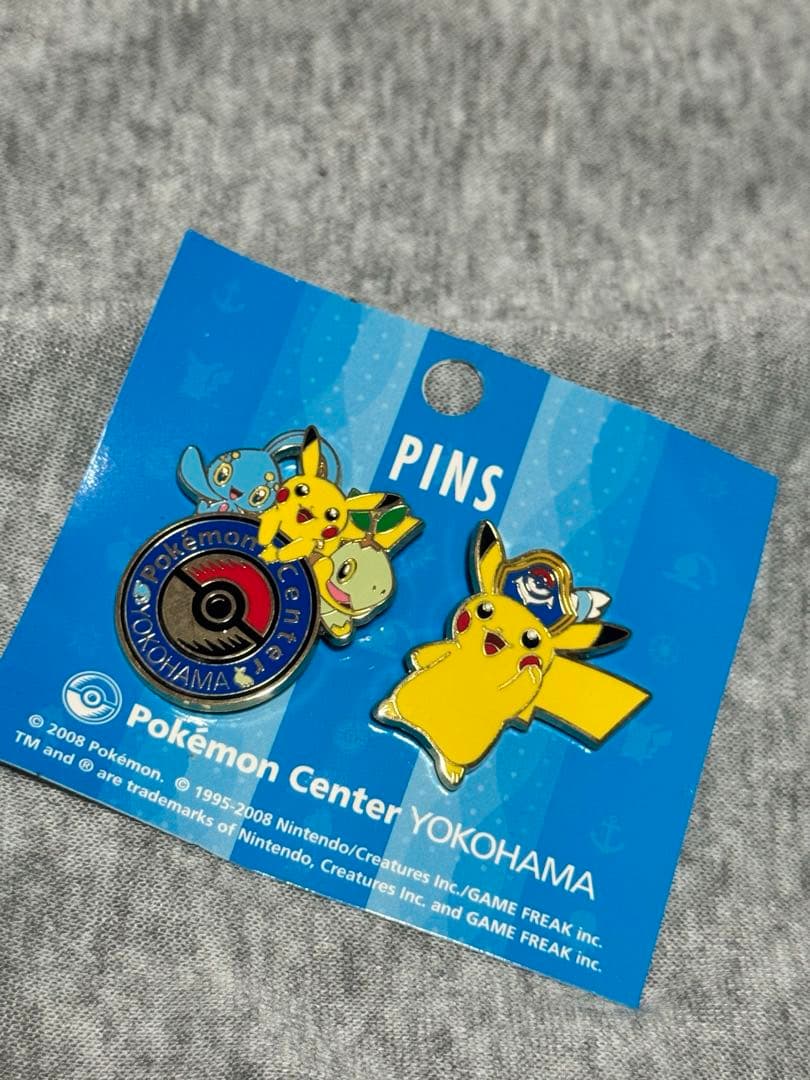 PINS
Pokémon Center
YOKOHAMA
Pokémon Center YOKOHAMA
© 2008 Pokémon. © 1995-2008 Nintendo/Creatures Inc./GAME FREAK inc.
TM and ® are trademarks of Nintendo, Creatures Inc. and GAME FREAK inc.